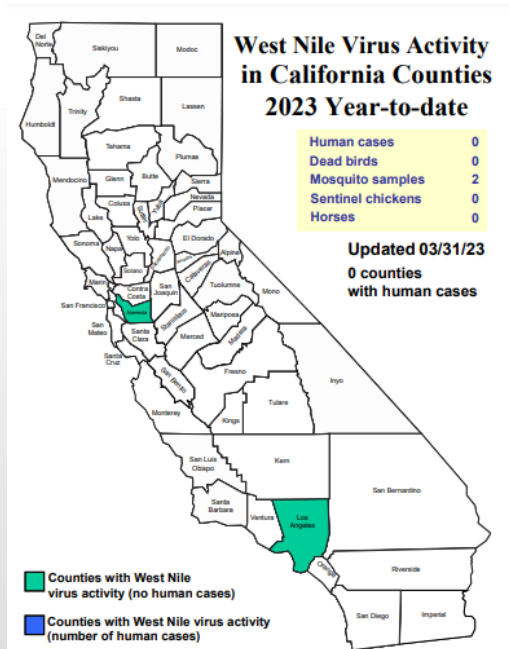 West Nile Virus Activity
in California Counties
2023 Year-to-date
Human cases 0
Dead birds 0
Mosquito samples 2
Sentinel chickens 0
Horses 0
Updated 03/31/23
0 counties
with human cases
Del
Norte
Siskiyou
Modoc
Humboldt
Trinity
Shasta
Lassen
Tehama
Plumas
Mendocino
Glenn
Butte
Sierra
Colusa
Sutter
Yuba
Nevada
Placer
Lake
Sonoma
Napa
Yolo
El Dorado
Alpine
Solano
Marin
Contra
Costa
San
Joaquin
Calaveras
Tuolumne
Mono
San Francisco
Alameda
San
Mateo
Santa
Clara
Stanislaus
Mariposa
Santa
Cruz
Merced
Madera
San Benito
Fresno
Inyo
Monterey
Kings
Tulare
San Luis
Obispo
Kern
San Bernardino
Santa
Barbara
Ventura
Los
Angeles
Orange
Riverside
San Diego
Imperial
Counties with West Nile
virus activity (no human cases)
Counties with West Nile virus activity
(number of human cases)